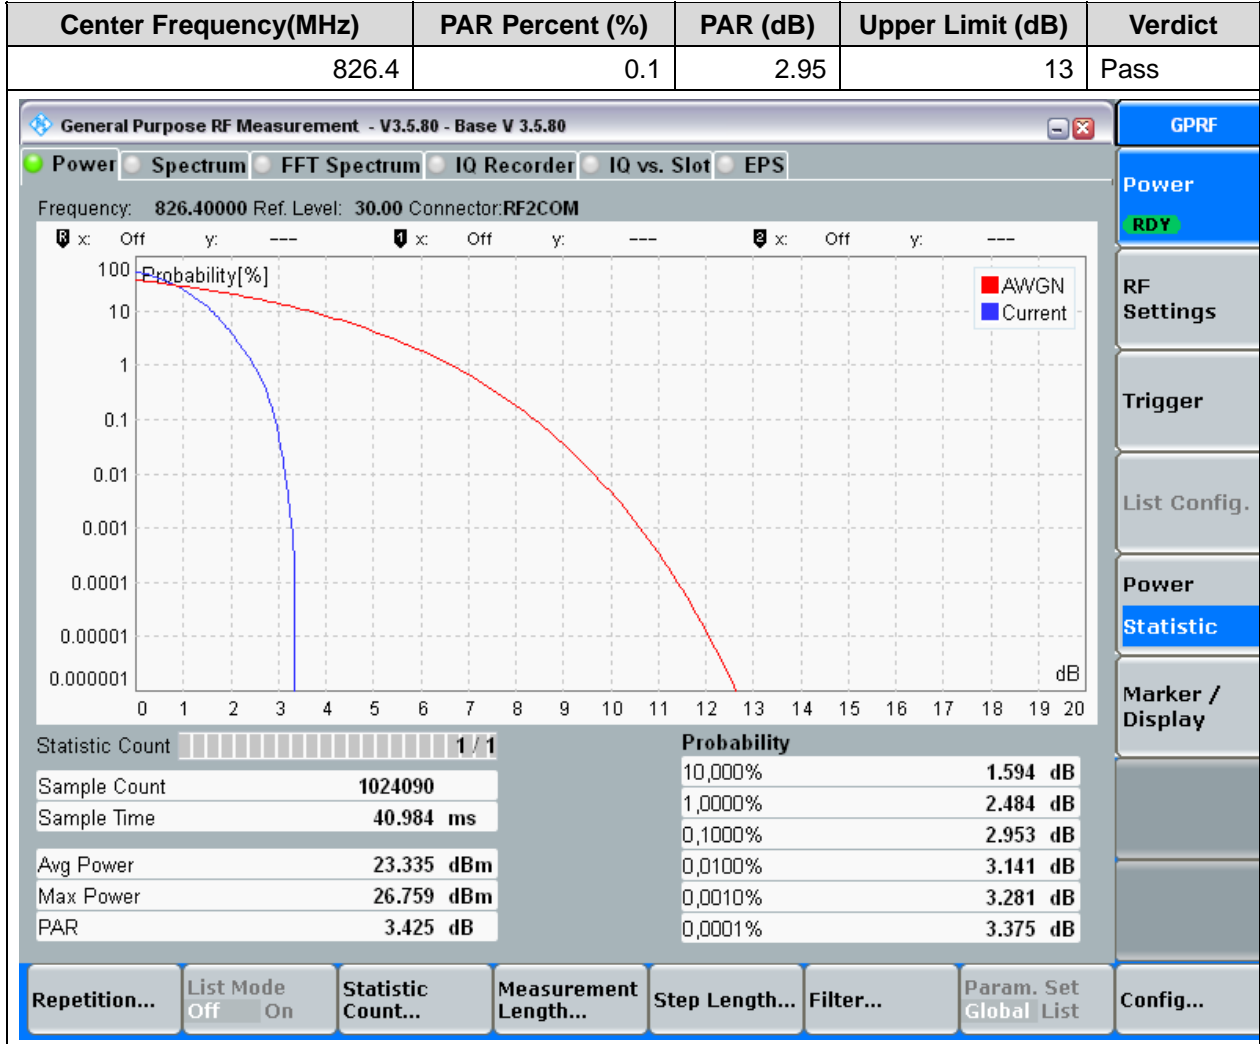 Center Frequency(MHz) PAR Percent (%) PAR (dB) Upper Limit (dB) Verdict
826.4 0.1 2.95 13 Pass
General Purpose RF Measurement - V3.5.80 - Base V 3.5.80
GPRF
Power Spectrum FFT Spectrum IQ Recorder IQ vs. Slot EPS
Power
RDY
Frequency: 826.40000 Ref. Level: 30.00 Connector:RF2COM
R x: Off y: --- 1 x: Off y: --- 2 x: Off y: ---
Probability[%]
AWGN
Current
100
10
1
0.1
0.01
0.001
0.0001
0.00001
0.000001
dB
0 1 2 3 4 5 6 7 8 9 10 11 12 13 14 15 16 17 18 19 20
RF
Settings
Trigger
List Config.
Power
Statistic
Marker /
Display
Statistic Count 1 / 1
Sample Count 1024090
Sample Time 40.984 ms
Avg Power 23.335 dBm
Max Power 26.759 dBm
PAR 3.425 dB
Probability
10,000% 1.594 dB
1,0000% 2.484 dB
0,1000% 2.953 dB
0,0100% 3.141 dB
0,0010% 3.281 dB
0,0001% 3.375 dB
Repetition...
List Mode
Off On
Statistic
Count...
Measurement
Length...
Step Length...
Filter...
Param. Set
Global List
Config...